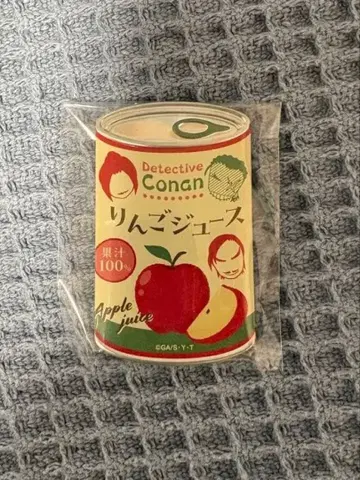 Detective
Conan
りんごジュース
果汁
100%
Apple
juice
©GA/S・Y・T